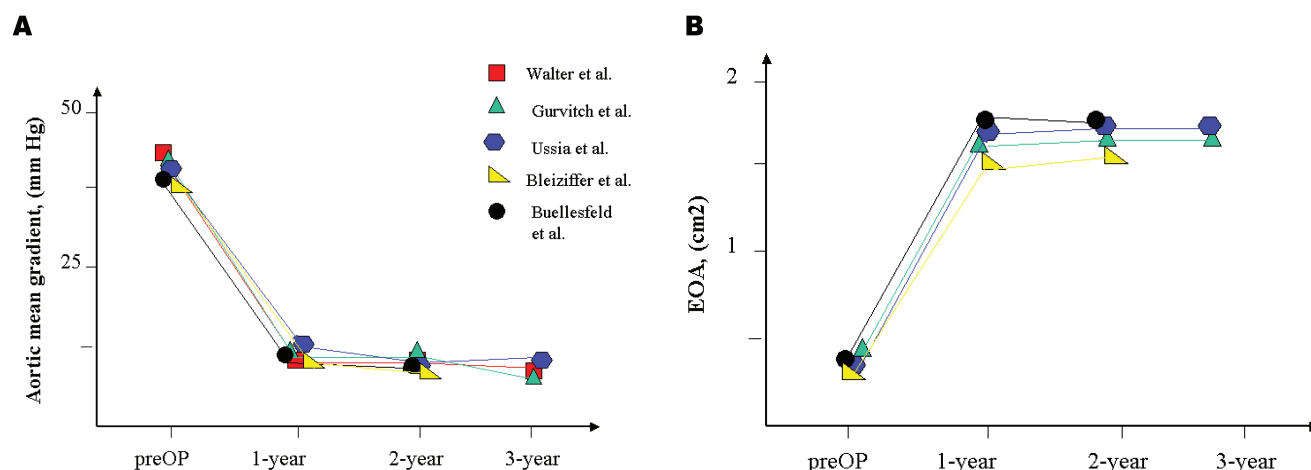 A
Aortic mean gradient, (mm Hg)
50
25
Walter et al.
Gurvitch et al.
Ussia et al.
Bleiziffer et al.
Buellesfeld
et al.
preOP 1-year 2-year 3-year
B
EOA, (cm2)
2
1
preOP 1-year 2-year 3-year